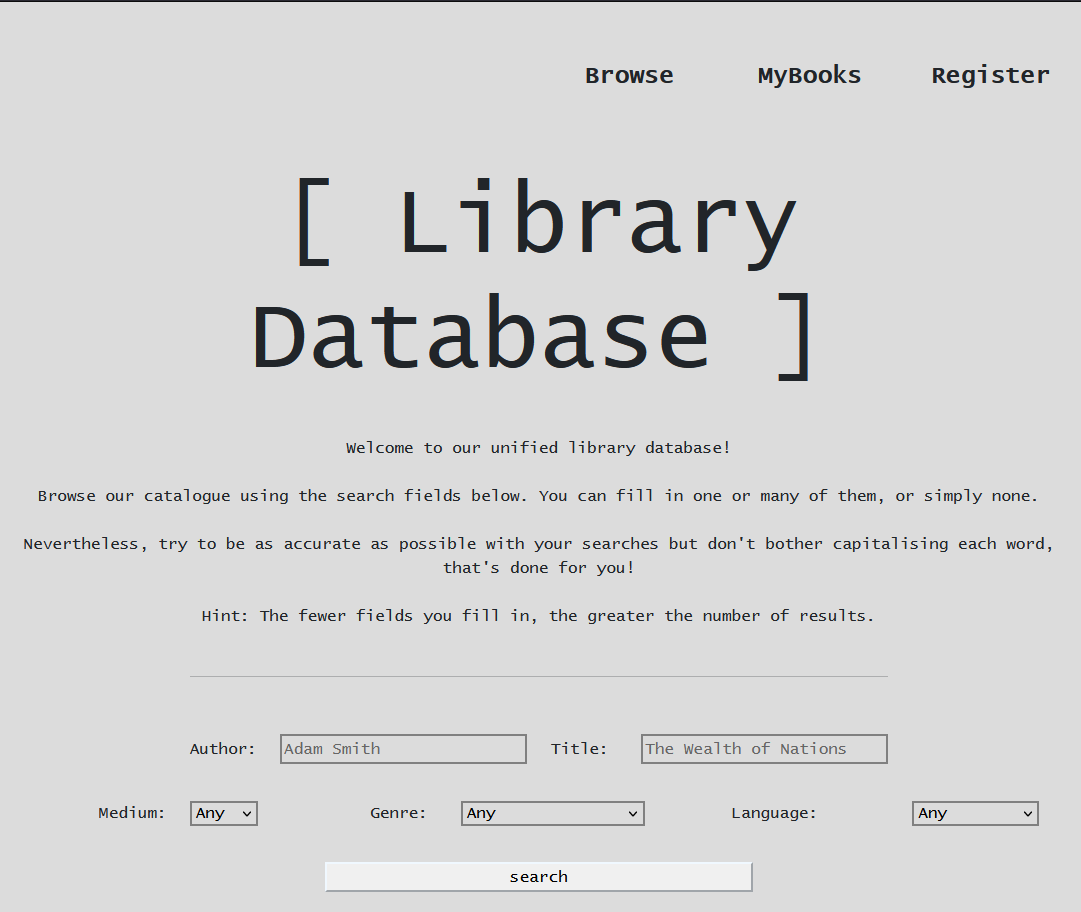 Browse MyBooks Register
[ Library
Database ]
Welcome to our unified library database!
Browse our catalogue using the search fields below. You can fill in one or many of them, or simply none.
Nevertheless, try to be as accurate as possible with your searches but don't bother capitalising each word,
that's done for you!
Hint: The fewer fields you fill in, the greater the number of results.
Author: Adam Smith Title: The Wealth of Nations
Medium: Any Genre: Any Language: Any
search